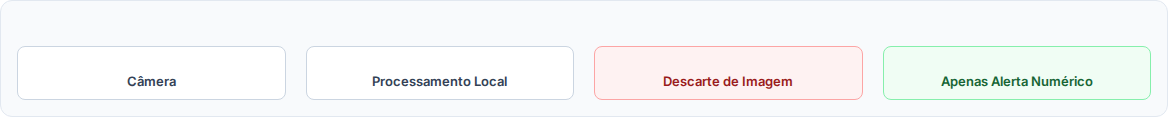 Câmera
Processamento Local
Descarte de Imagem
Apenas Alerta Numérico